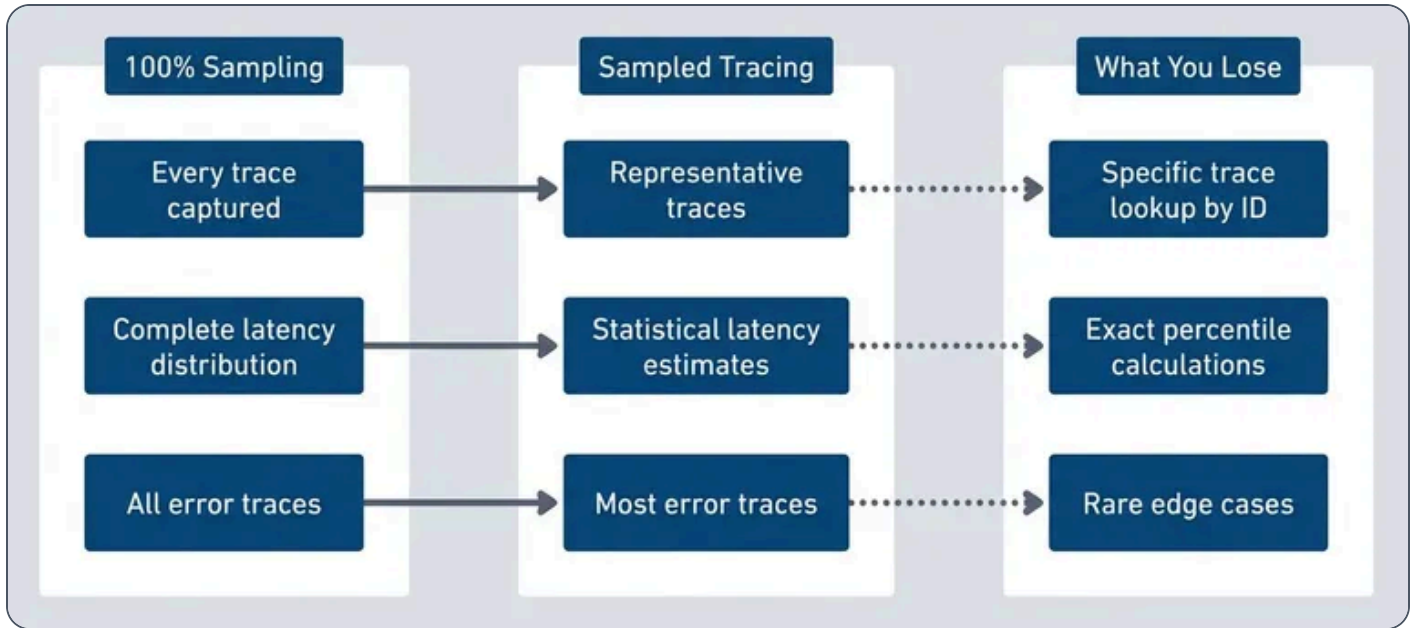 100% Sampling
Sampled Tracing
What You Lose
Every trace
captured
Representative
traces
Specific trace
lookup by ID
Complete latency
distribution
Statistical latency
estimates
Exact percentile
calculations
All error traces
Most error traces
Rare edge cases